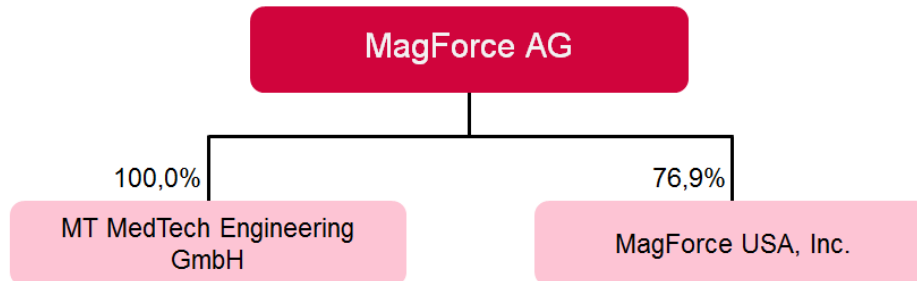 MagForce AG
100,0%
76,9%
MT MedTech Engineering
GmbH
MagForce USA, Inc.